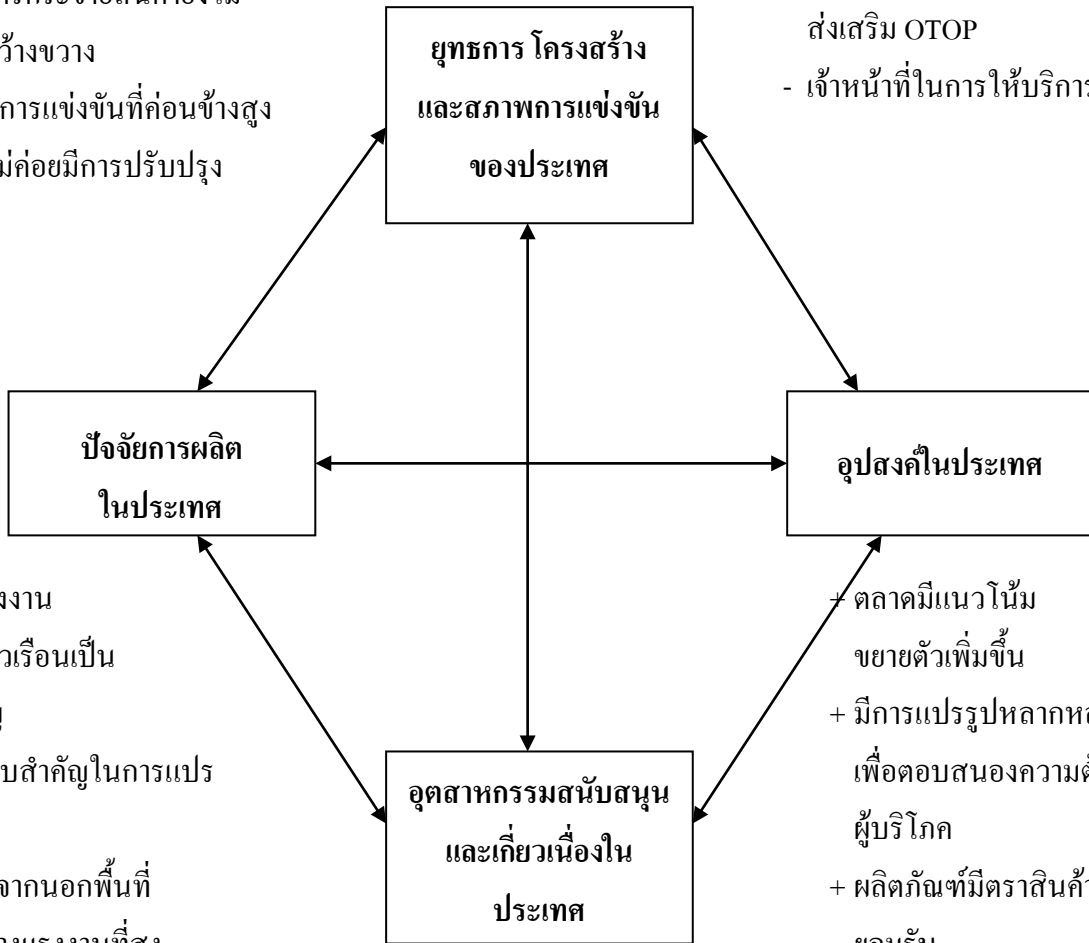 ว้างขวาง
การแข่งขันที่ค่อนข้างสูง
ม่ค่อยมีการปรับปรุง
ยุทธการ โครงสร้าง
และสภาพการแข่งขัน
ของประเทศ
ส่งเสริม OTOP
- เจ้าหน้าที่ในการให้บริการ
ปัจจัยการผลิต
ในประเทศ
อุปสงค์ในประเทศ
งงาน
วเรือนเป็น
บสำคัญในการแปร
จากนอกพื้นที่
างแรงงานที่สูง
+ ตลาดมีแนวโน้ม
ขยายตัวเพิ่มขึ้น
+ มีการแปรรูปหลากหล
เพื่อตอบสนองความต้
ผู้บริโภค
+ ผลิตภัณฑ์มีตราสินค้า
อุตสาหกรรมสนับสนุน
และเกี่ยวเนื่องใน
ประเทศ